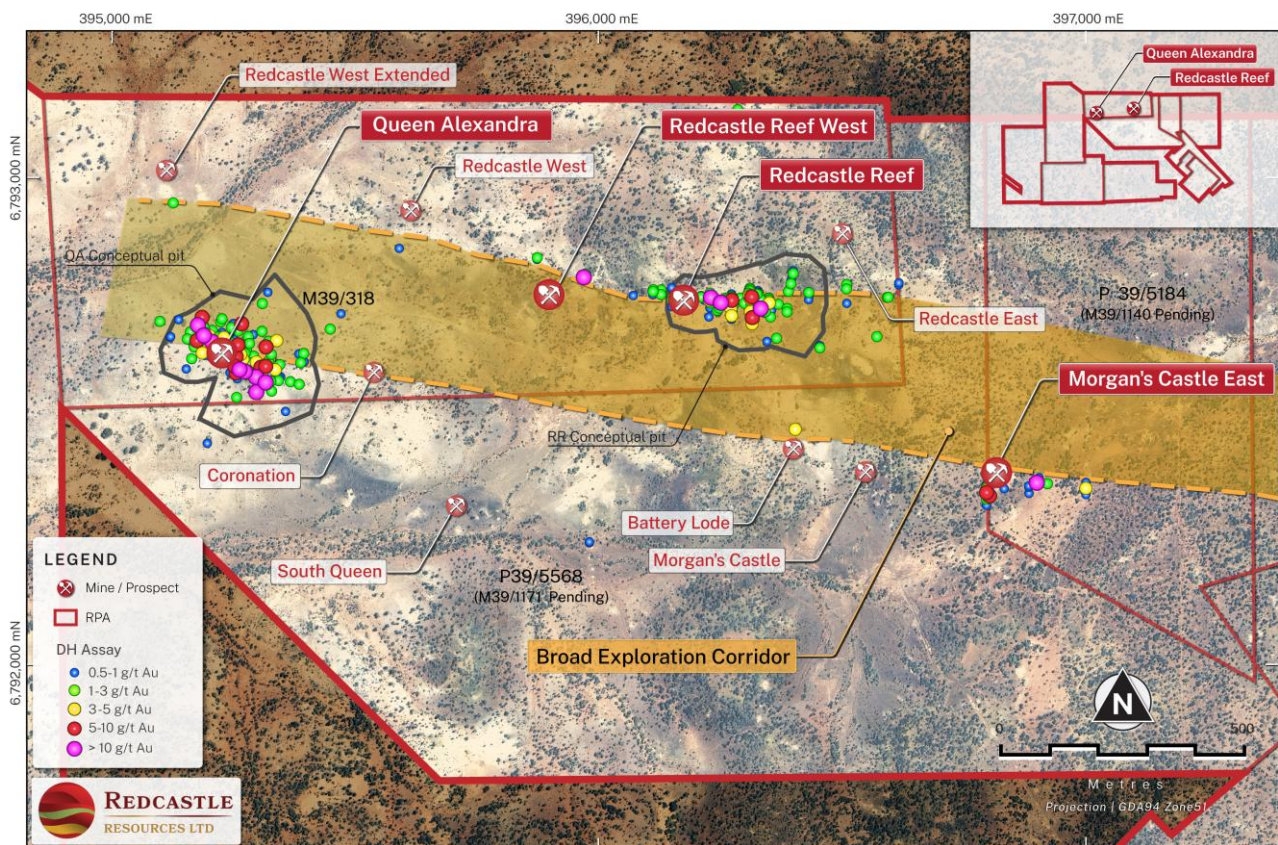 395,000 mE
396,000 mE
397,000 mE
Queen Alexandra
Redcastle Reef
Redcastle West Extended
Queen Alexandra
Redcastle Reef West
Redcastle West
Redcastle Reef
6,793,000 mN
QA Conceptual pit
M39/318
P 39/5184
(M39/1140 Pending)
Redcastle East
Morgan's Castle East
RR Conceptual pit
Coronation
Battery Lode
Morgan's Castle
South Queen
P39/5568
(M39/1171 Pending)
Broad Exploration Corridor
6,792,000 mN
LEGEND
Mine / Prospect
RPA
DH Assay
0.5-1 g/t Au
1-3 g/t Au
3-5 g/t Au
5-10 g/t Au
> 10 g/t Au
N
0
500
Metres
Projection | GDA94 Zone51
REDCASTLE
RESOURCES LTD